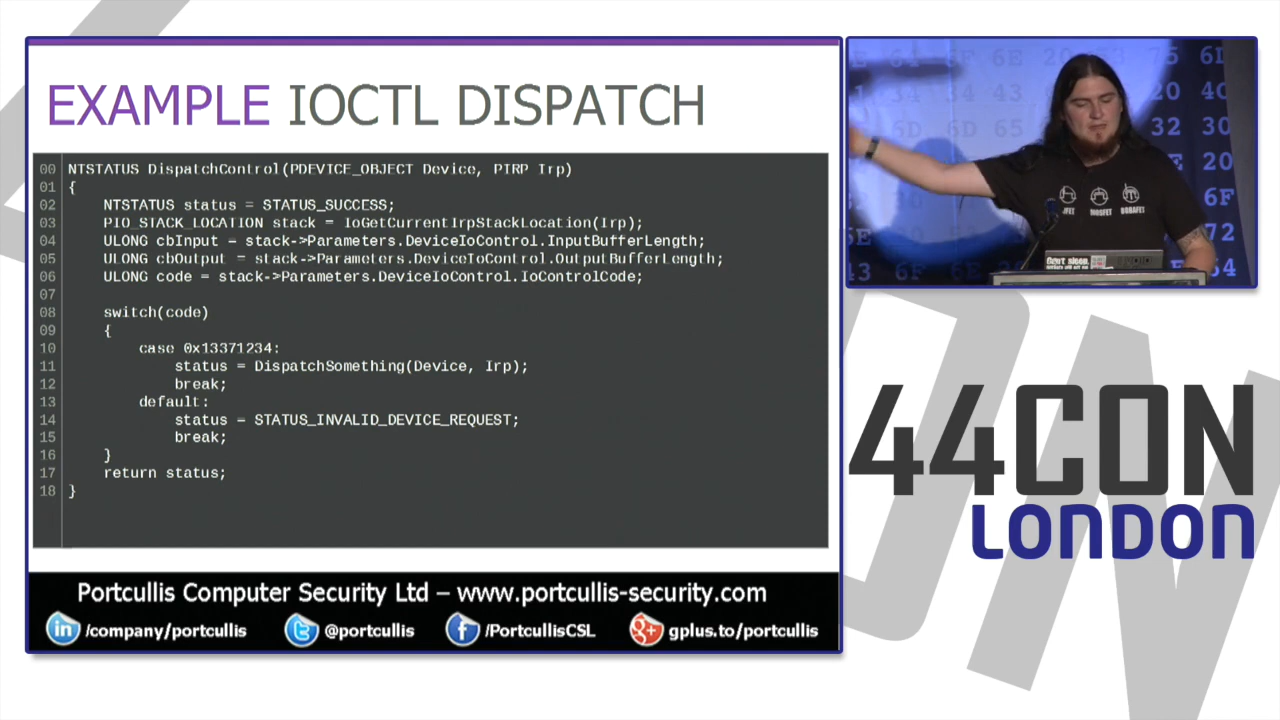 EXAMPLE IOCTL DISPATCH
00 NTSTATUS DispatchControl(PDEVICE_OBJECT Device, PIRP Irp)
01 {
02 NTSTATUS status = STATUS_SUCCESS;
03 PIO_STACK_LOCATION stack = IoGetCurrentIrpStackLocation(Irp);
04 ULONG cbInput = stack->Parameters.DeviceIoControl.InputBufferLength;
05 ULONG cbOutput = stack->Parameters.DeviceIoControl.OutputBufferLength;
06 ULONG code = stack->Parameters.DeviceIoControl.IoControlCode;
07
08 switch(code)
09 {
10 case 0x13371234:
11 status = DispatchSomething(Device, Irp);
12 break;
13 default:
14 status = STATUS_INVALID_DEVICE_REQUEST;
15 break;
16 }
17 return status;
18 }
Portcullis Computer Security Ltd – www.portcullis-security.com
in /company/portcullis @portcullis f /PortcullisCSL g+ gplus.to/portcullis
44CON
LONDON